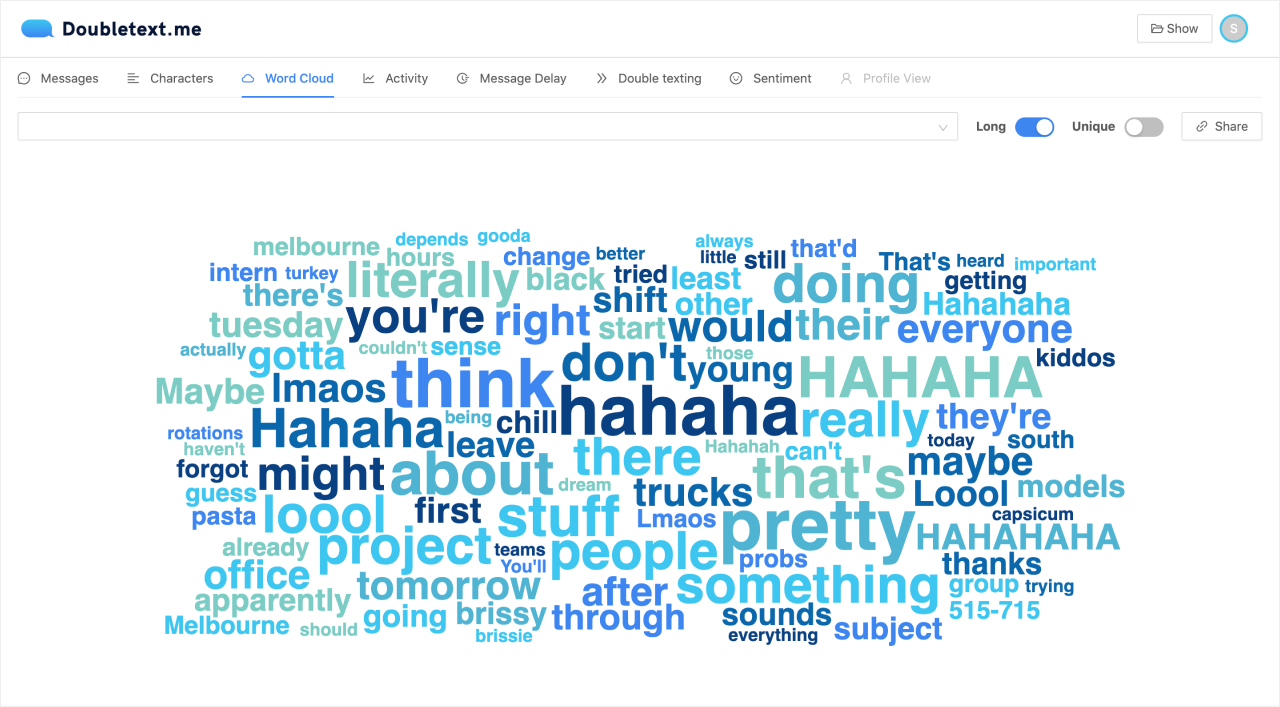 Doubletext.me
Show
S
Messages Characters Word Cloud Activity Message Delay Double texting Sentiment Profile View
Long Unique Share
depends gooda always
melbourne hours change better little still that'd
intern turkey literally black tried least That's heard important
there's shift other doing getting Hahahaha
tuesday you're right start would their everyone
actually gotta couldn't sense don't those young HAHAHA kiddos
Maybe lmaos think hahaha
Hahaha being chill really they're
rotations haven't leave Hahahah can't today south
forgot might about there that's maybe
guess dream trucks Loool models
pasta loool first stuff Lmaos pretty capsicum
already project teams You'll people probs HAHAHAHA
office tomorrow after something thanks
apparently group trying
Melbourne should going brissy through sounds 515-715
brissie everything subject